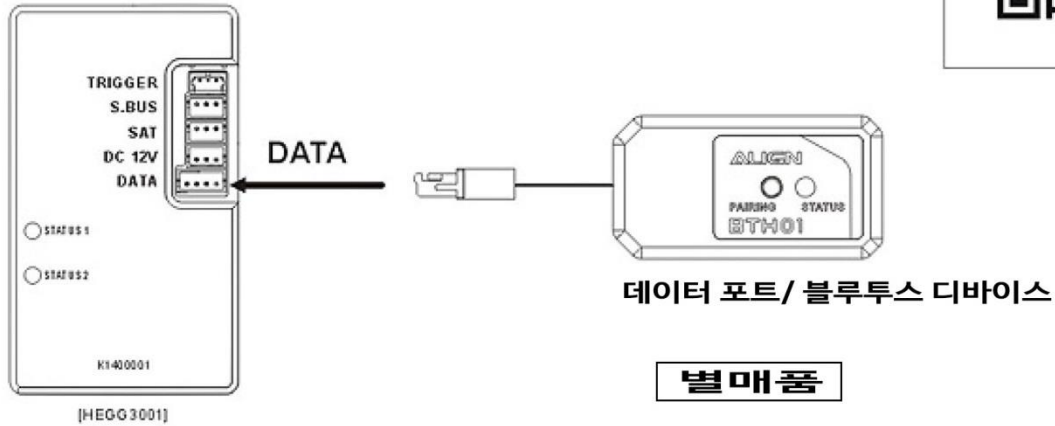 TRIGGER
S.BUS
SAT
DC 12V
DATA
STATUS 1
STATUS 2
K1400001
[HEGG3001]
DATA
ALIGN
PAIRING STATUS
BTH01
데이터 포트/ 블루투스 디바이스
별매품